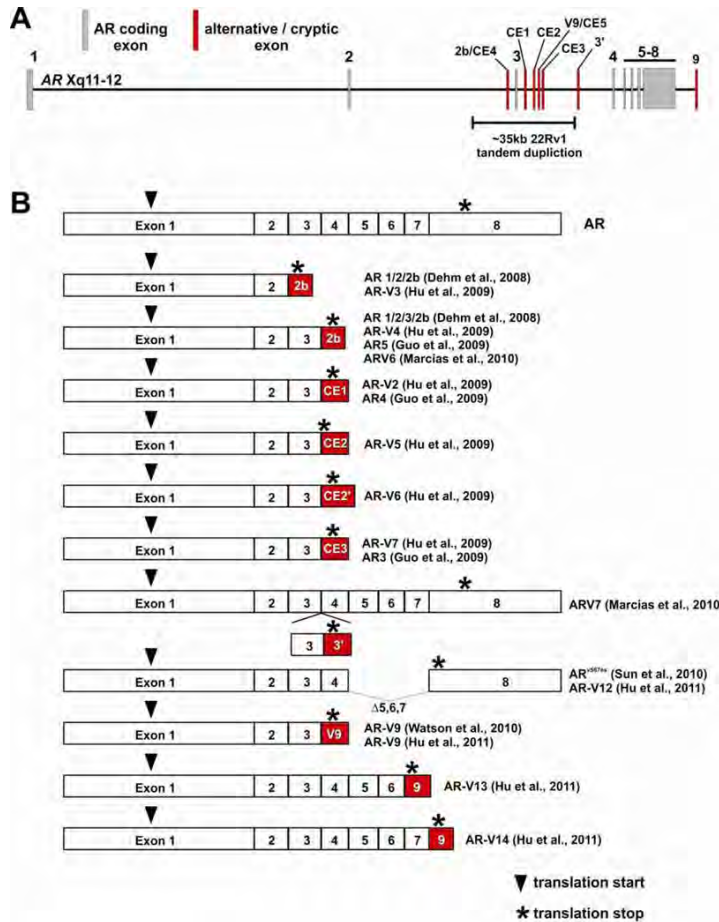 A
AR coding exon
alternative / cryptic exon
1
2
2b/CE4
3
CE1
CE2
V9/CE5
CE3
3'
4
5-8
9
AR Xq11-12
~35kb 22Rv1
tandem dupliction
B
Exon 1 2 3 4 5 6 7 * 8 AR
Exon 1 2 * 2b AR 1/2/2b (Dehm et al., 2008)
AR-V3 (Hu et al., 2009)
Exon 1 2 3 * 2b AR 1/2/3/2b (Dehm et al., 2008)
AR-V4 (Hu et al., 2009)
AR5 (Guo et al., 2009)
ARV6 (Marcias et al., 2010)
Exon 1 2 3 * CE1 AR-V2 (Hu et al., 2009)
AR4 (Guo et al., 2009)
Exon 1 2 3 * CE2 AR-V5 (Hu et al., 2009)
Exon 1 2 3 * CE2' AR-V6 (Hu et al., 2009)
Exon 1 2 3 * CE3 AR-V7 (Hu et al., 2009)
AR3 (Guo et al., 2009)
Exon 1 2 3 4 5 6 7 * 8 ARV7 (Marcias et al., 2010
3 * 3'
Exon 1 2 3 4 * 8 ARv567es (Sun et al., 2010)
AR-V12 (Hu et al., 2011)
Δ5,6,7
Exon 1 2 3 * V9 AR-V9 (Watson et al., 2010)
AR-V9 (Hu et al., 2011)
Exon 1 2 3 4 5 6 * 9 AR-V13 (Hu et al., 2011)
Exon 1 2 3 4 5 6 7 * 9 AR-V14 (Hu et al., 2011)
translation start
* translation stop